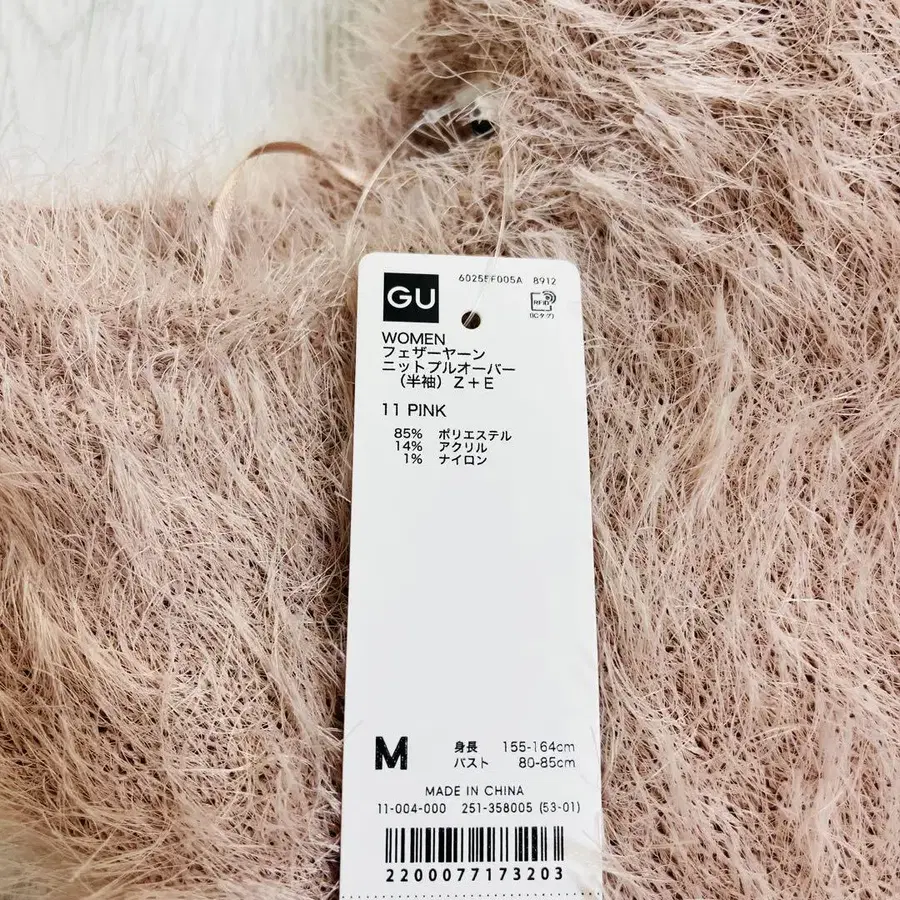 GU
60255F005A 8912
RFID
(ICタグ)
WOMEN
フェザーヤーン
ニットプルオーバー
(半袖)Z+E
11 PINK
85% ポリエステル
14% アクリル
1% ナイロン
M
身長 155-164cm
バスト 80-85cm
MADE IN CHINA
11-004-000 251-358005 (53-01)
2200077173203